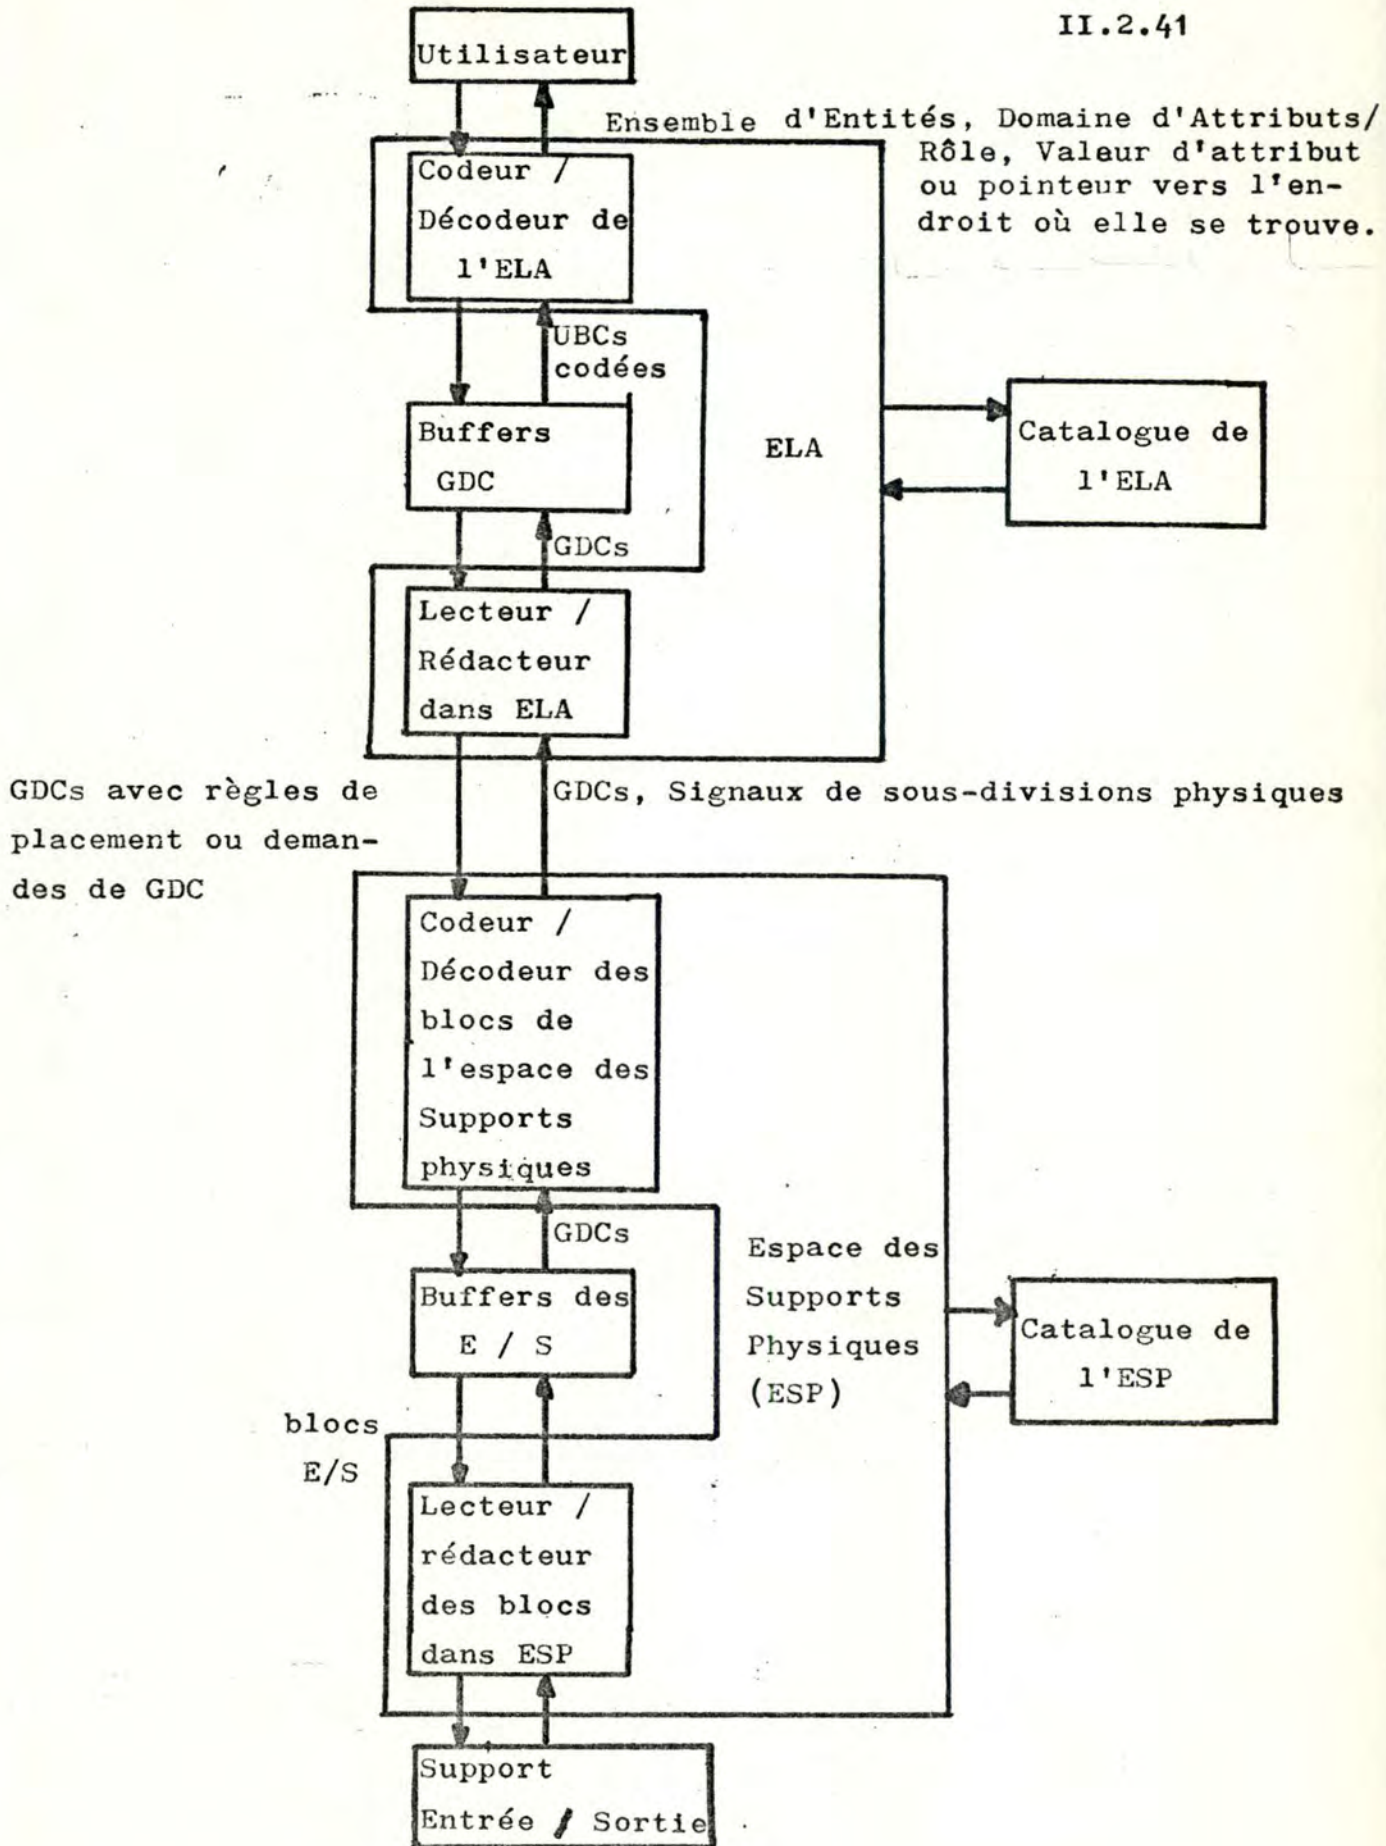 II.2.41
Utilisateur
Ensemble d'Entités, Domaine d'Attributs/
Rôle, Valeur d'attribut
ou pointeur vers l'en-
droit où elle se trouve.
Codeur /
Décodeur de
l'ELA
UBCs
codées
Buffers
GDC
ELA
Catalogue de
l'ELA
GDCs
Lecteur /
Rédacteur
dans ELA
GDCs avec règles de
placement ou deman-
des de GDC
GDCs, Signaux de sous-divisions physiques
Codeur /
Décodeur des
blocs de
l'espace des
Supports
physiques
GDCs
Buffers des
E / S
Espace des
Supports
Physiques
(ESP)
Catalogue de
l'ESP
blocs
E/S
Lecteur /
rédacteur
des blocs
dans ESP
Support
Entrée / Sortie